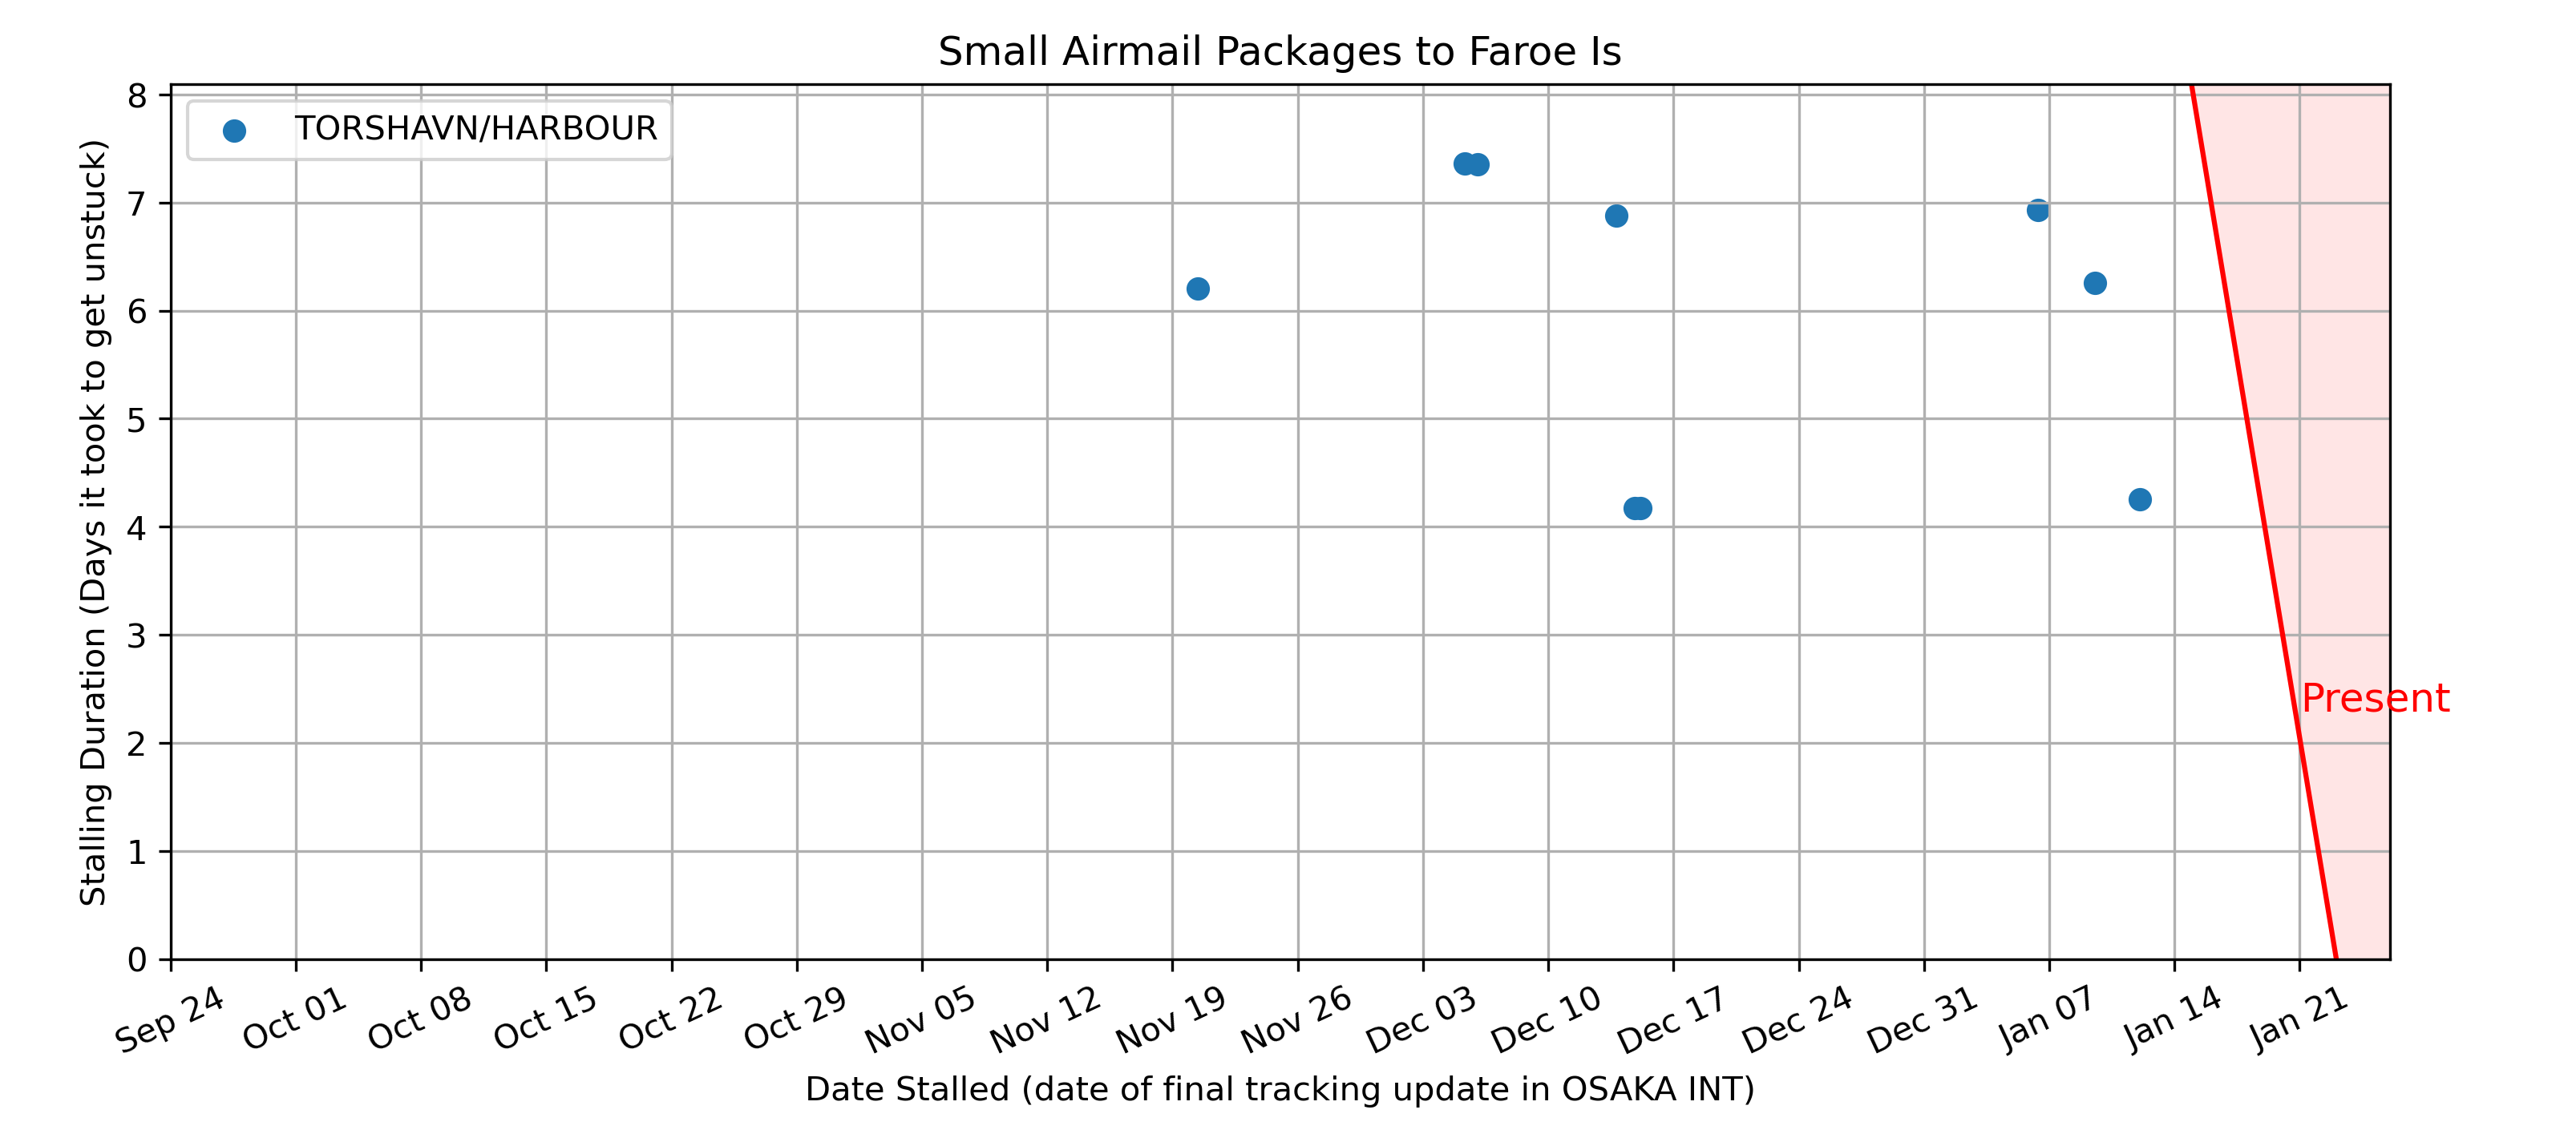 Small Airmail Packages to Faroe Is
TORSHAVN/HARBOUR
8
7
6
5
4
3
2
1
0
Stalling Duration (Days it took to get unstuck)
Present
Sep 24
Oct 01
Oct 08
Oct 15
Oct 22
Oct 29
Nov 05
Nov 12
Nov 19
Nov 26
Dec 03
Dec 10
Dec 17
Dec 24
Dec 31
Jan 07
Jan 14
Jan 21
Date Stalled (date of final tracking update in OSAKA INT)